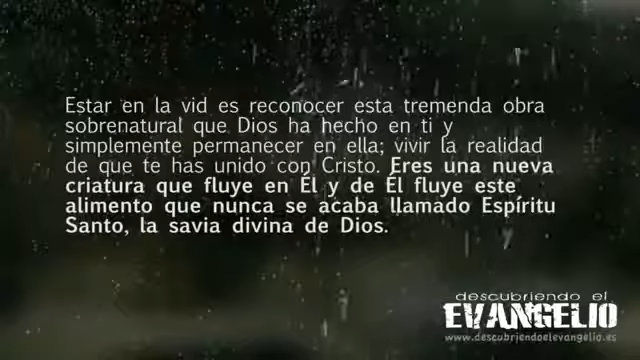 Estar en la vid es reconocer esta tremenda obra
sobrenatural que Dios ha hecho en ti y
simplemente permanecer en ella; vivir la realidad
de que te has unido con Cristo. Eres una nueva
criatura que fluye en Él y de Él fluye este
alimento que nunca se acaba llamado Espíritu
Santo, la savia divina de Dios.
descubriendo el
EVANGELIO
www.descubriendoelevangelio.es